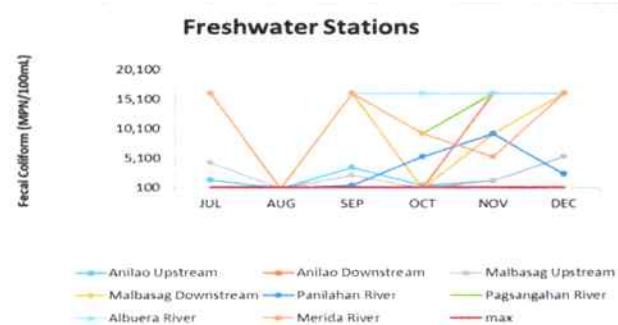 Freshwater Stations
Fecal Coliform (MPN/100mL)
20,100
15,100
10,100
5,100
100
JUL AUG SEP OCT NOV DEC
Anilao Upstream Anilao Downstream Malbasag Upstream
Malbasag Downstream Panilahan River Pagsangahan River
Albuera River Merida River max